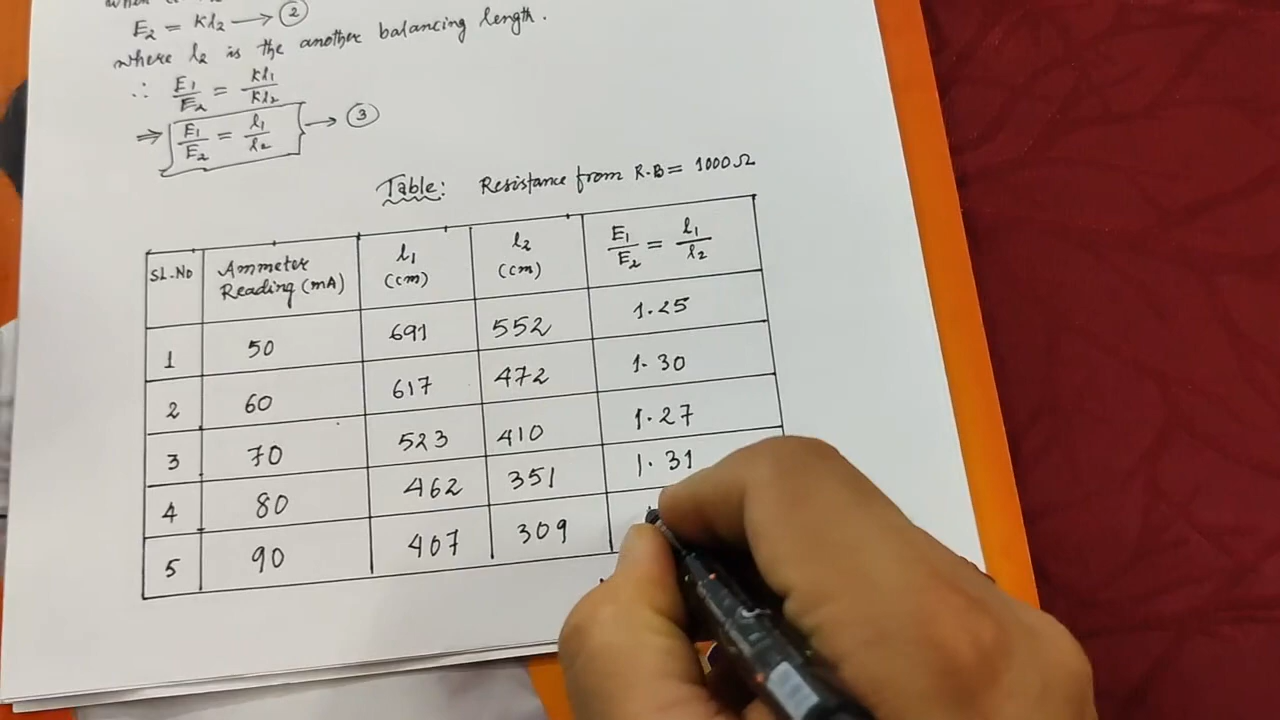 E₂ = Kl₂ → ②
where l₂ is the another balancing length.
∴ E₁/E₂ = Kl₁/Kl₂
⇒ E₁/E₂ = l₁/l₂ → ③
Table: Resistance from R.B = 1000Ω
SL.NO Ammeter Reading (mA) l₁ (cm) l₂ (cm) E₁/E₂ = l₁/l₂
1 50 691 552 1.25
2 60 617 472 1.30
3 70 523 410 1.27
4 80 462 351 1.31
5 90 407 309